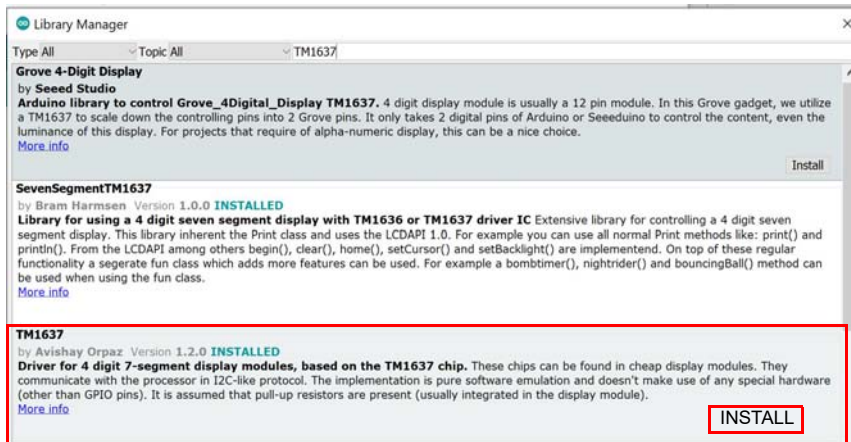 Library Manager
Type All Topic All TM1637
Grove 4-Digit Display
by Seeed Studio
Arduino library to control Grove_4Digital_Display TM1637. 4 digit display module is usually a 12 pin module. In this Grove gadget, we utilize
a TM1637 to scale down the controlling pins into 2 Grove pins. It only takes 2 digital pins of Arduino or Seeeduino to control the content, even the
luminance of this display. For projects that require of alpha-numeric display, this can be a nice choice.
More info
Install
SevenSegmentTM1637
by Bram Harmsen Version 1.0.0 INSTALLED
Library for using a 4 digit seven segment display with TM1636 or TM1637 driver IC Extensive library for controlling a 4 digit seven
segment display. This library inherent the Print class and uses the LCDAPI 1.0. For example you can use all normal Print methods like: print() and
println(). From the LCDAPI among others begin(), clear(), home(), setCursor() and setBacklight() are implementend. On top of these regular
functionality a segerate fun class which adds more features can be used. For example a bombtimer(), nightrider() and bouncingBall() method can
be used when using the fun class.
More info
TM1637
by Avishay Orpaz Version 1.2.0 INSTALLED
Driver for 4 digit 7-segment display modules, based on the TM1637 chip. These chips can be found in cheap display modules. They
communicate with the processor in I2C-like protocol. The implementation is pure software emulation and doesn't make use of any special hardware
(other than GPIO pins). It is assumed that pull-up resistors are present (usually integrated in the display module).
More info
INSTALL